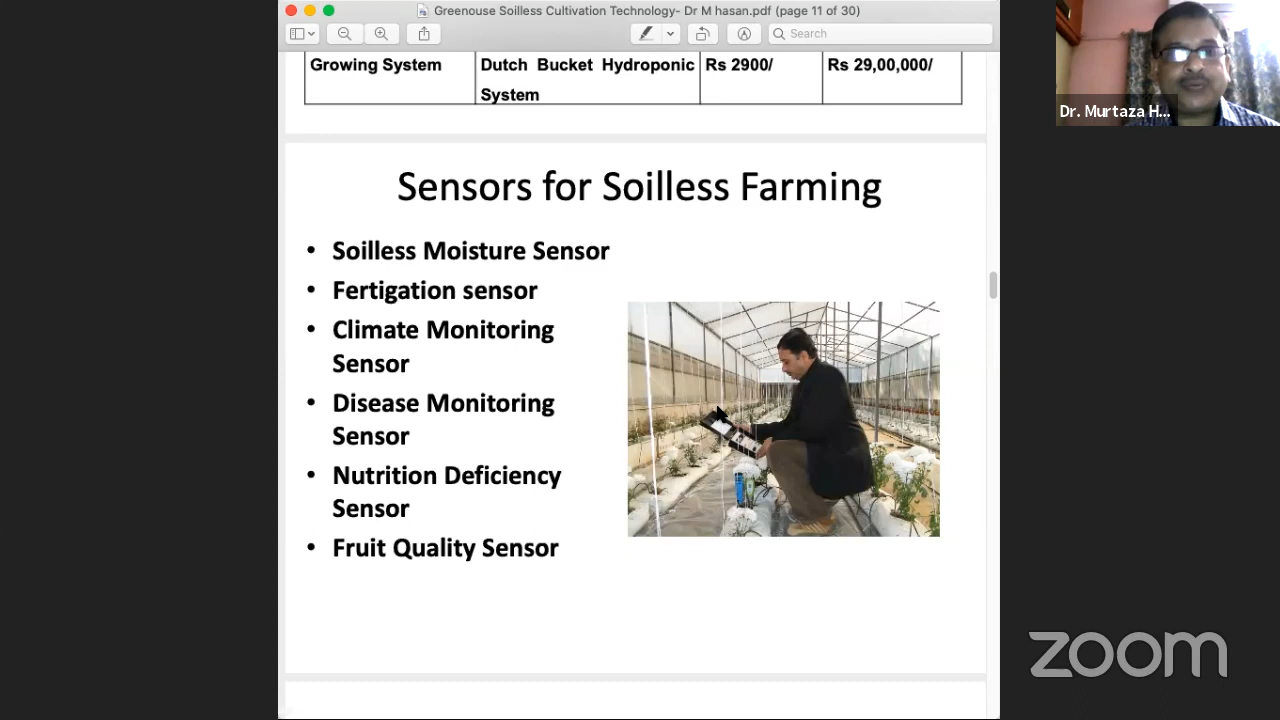 Greenouse Soilless Cultivation Technology- Dr M hasan.pdf (page 11 of 30)
Search
Growing System
Dutch Bucket Hydroponic
System
Rs 2900/
Rs 29,00,000/
Dr. Murtaza H...
Sensors for Soilless Farming
• Soilless Moisture Sensor
• Fertigation sensor
• Climate Monitoring
Sensor
• Disease Monitoring
Sensor
• Nutrition Deficiency
Sensor
• Fruit Quality Sensor
zoom